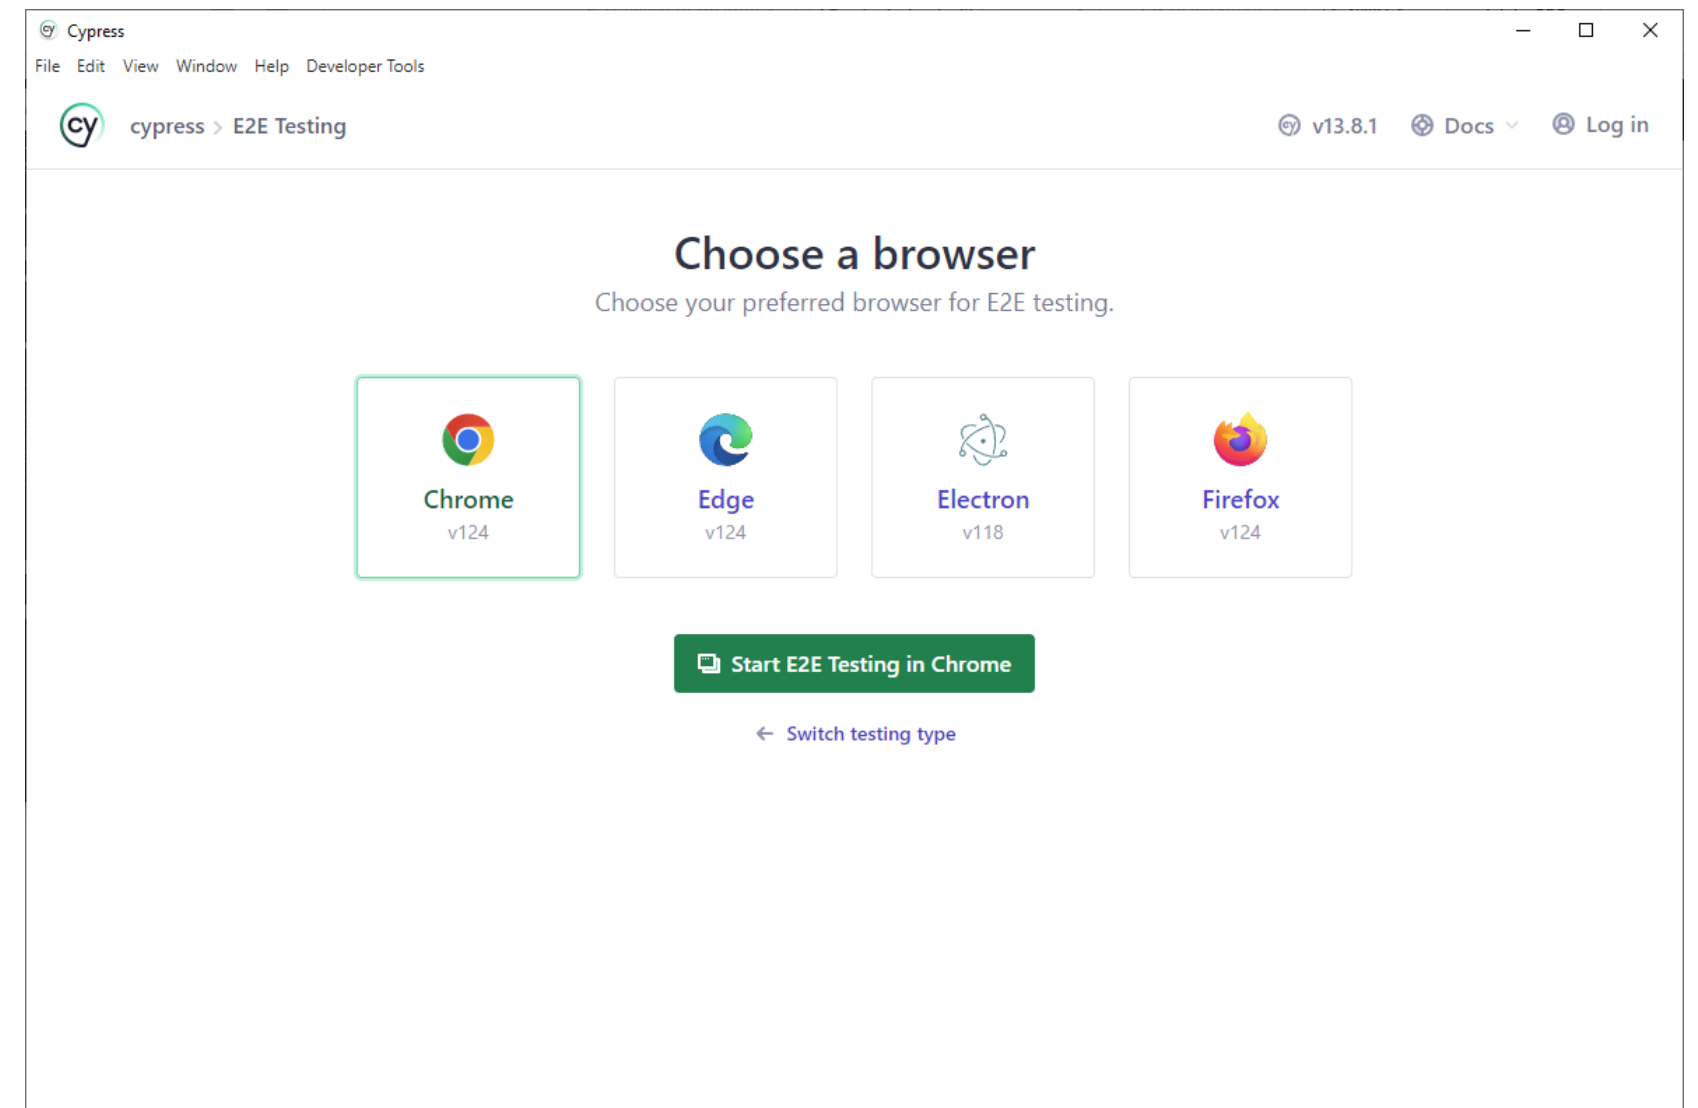 Cypress
File Edit View Window Help Developer Tools
cy cypress > E2E Testing v13.8.1 Docs Log in
Choose a browser
Choose your preferred browser for E2E testing.
Chrome Edge Electron Firefox
v124 v124 v118 v124
Start E2E Testing in Chrome
← Switch testing type